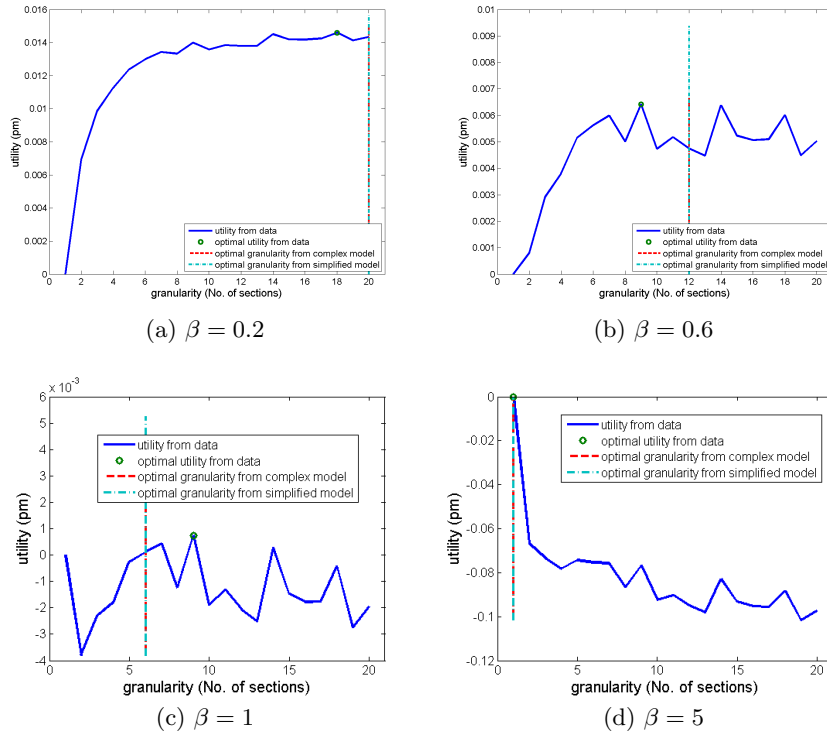 0.016
0.014
0.012
0.01
0.008
0.006
0.004
0.002
0
utility (pm)
0 2 4 6 8 10 12 14 16 18 20
granularity (No. of sections)
utility from data
optimal utility from data
optimal granularity from complex model
optimal granularity from simplified model
(a) β = 0.2
0.01
0.009
0.008
0.007
0.006
0.005
0.004
0.003
0.002
0.001
0
utility (pm)
0 2 4 6 8 10 12 14 16 18 20
granularity (No. of sections)
utility from data
optimal utility from data
optimal granularity from complex model
optimal granularity from simplified model
(b) β = 0.6
x 10⁻³
6
5
4
3
2
1
0
-1
-2
-3
-4
utility (pm)
0 5 10 15 20
granularity (No. of sections)
utility from data
optimal utility from data
optimal granularity from complex model
optimal granularity from simplified model
(c) β = 1
0
-0.02
-0.04
-0.06
-0.08
-0.1
-0.12
utility (pm)
0 5 10 15 20
granularity (No. of sections)
utility from data
optimal utility from data
optimal granularity from complex model
optimal granularity from simplified model
(d) β = 5